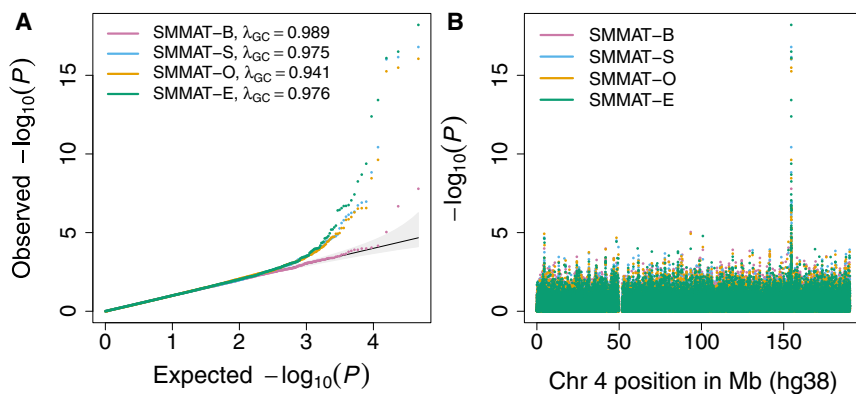 A
SMMAT−B, λGC = 0.989
SMMAT−S, λGC = 0.975
SMMAT−O, λGC = 0.941
SMMAT−E, λGC = 0.976
Observed −log10(P)
0
5
10
15
0
1
2
3
4
Expected −log10(P)
B
SMMAT−B
SMMAT−S
SMMAT−O
SMMAT−E
−log10(P)
0
5
10
15
0
50
100
150
Chr 4 position in Mb (hg38)